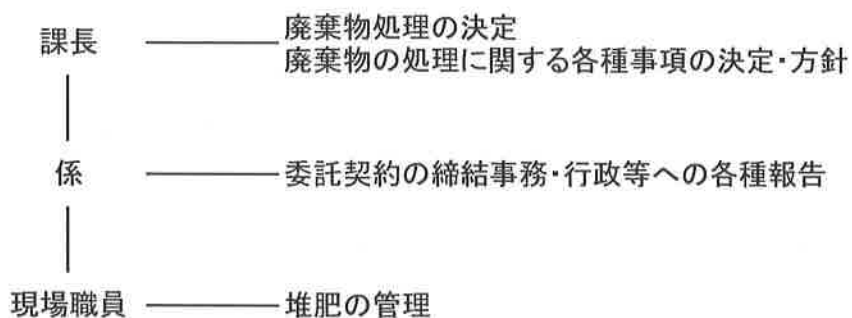 課長
廃棄物処理の決定
廃棄物の処理に関する各種事項の決定・方針
係
委託契約の締結事務・行政等への各種報告
現場職員
堆肥の管理